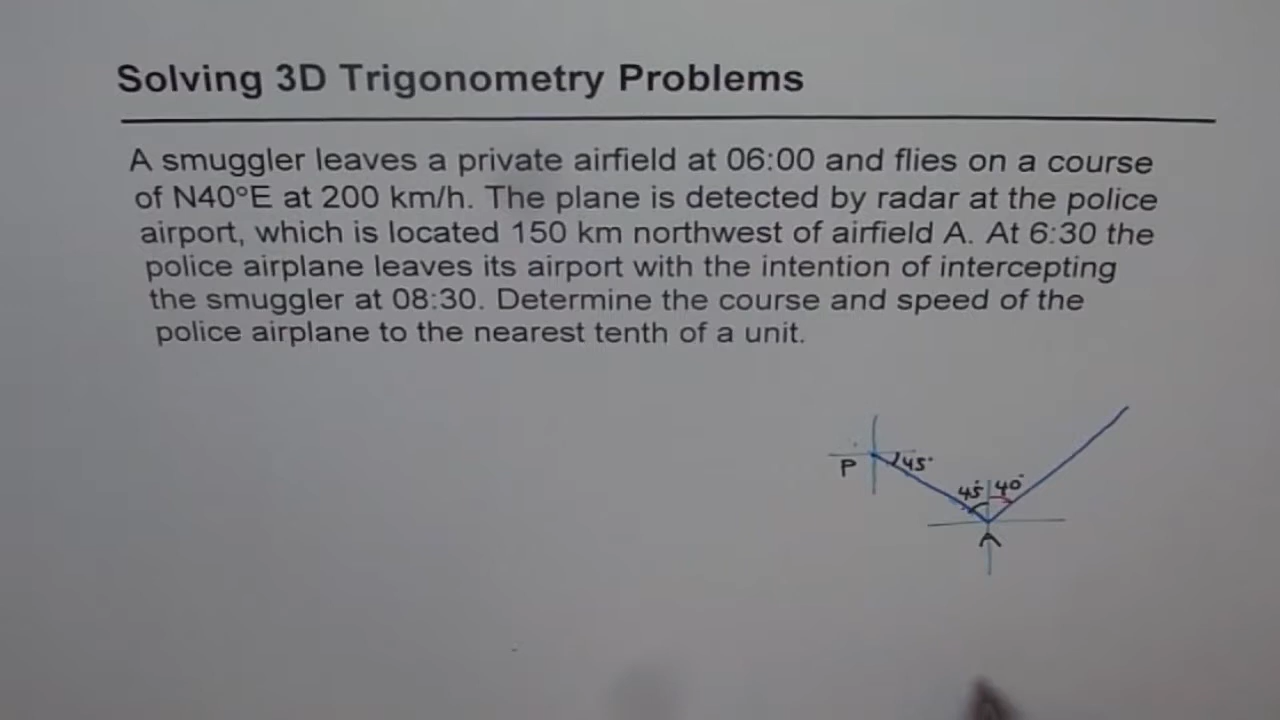 Solving 3D Trigonometry Problems
A smuggler leaves a private airfield at 06:00 and flies on a course
of N40°E at 200 km/h. The plane is detected by radar at the police
airport, which is located 150 km northwest of airfield A. At 6:30 the
police airplane leaves its airport with the intention of intercepting
the smuggler at 08:30. Determine the course and speed of the
police airplane to the nearest tenth of a unit.
P 45°
45° 40°
A